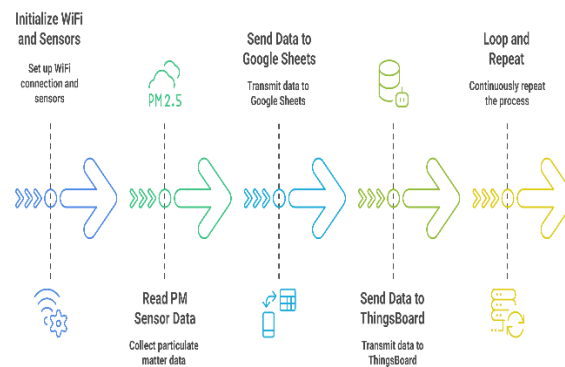 Initialize WiFi
and Sensors
Set up WiFi
connection and
sensors
PM 2.5
Read PM
Sensor Data
Collect particulate
matter data
Send Data to
Google Sheets
Transmit data to
Google Sheets
Send Data to
ThingsBoard
Transmit data to
ThingsBoard
Loop and
Repeat
Continuously repeat
the process